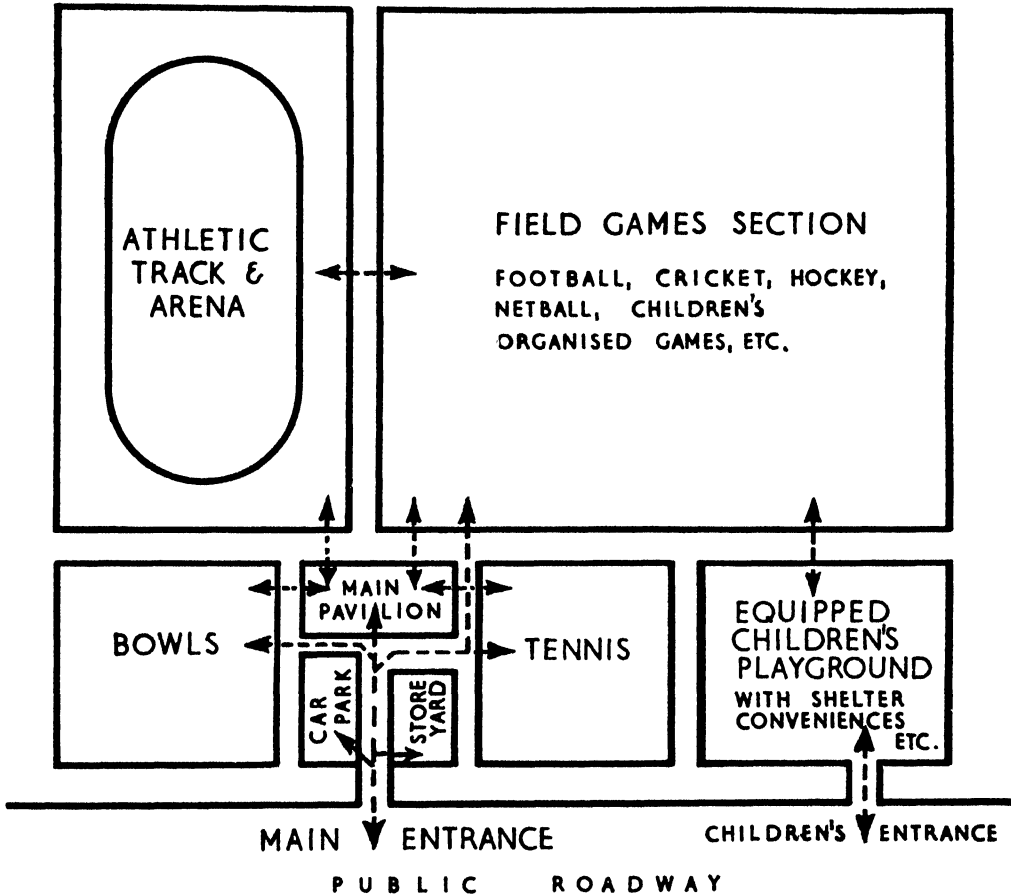 ATHLETIC
TRACK &
ARENA
FIELD GAMES SECTION
FOOTBALL, CRICKET, HOCKEY,
NETBALL, CHILDREN'S
ORGANISED GAMES, ETC.
BOWLS
MAIN
PAVILION
CAR
PARK
STORE
YARD
TENNIS
EQUIPPED
CHILDREN'S
PLAYGROUND
WITH SHELTER
CONVENIENCES
ETC.
MAIN ENTRANCE
CHILDREN'S ENTRANCE
PUBLIC ROADWAY